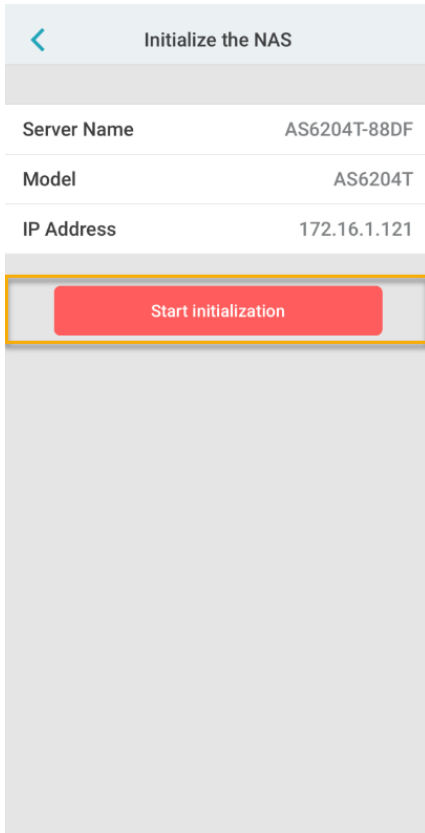 Initialize the NAS
Server Name AS6204T-88DF
Model AS6204T
IP Address 172.16.1.121
Start initialization